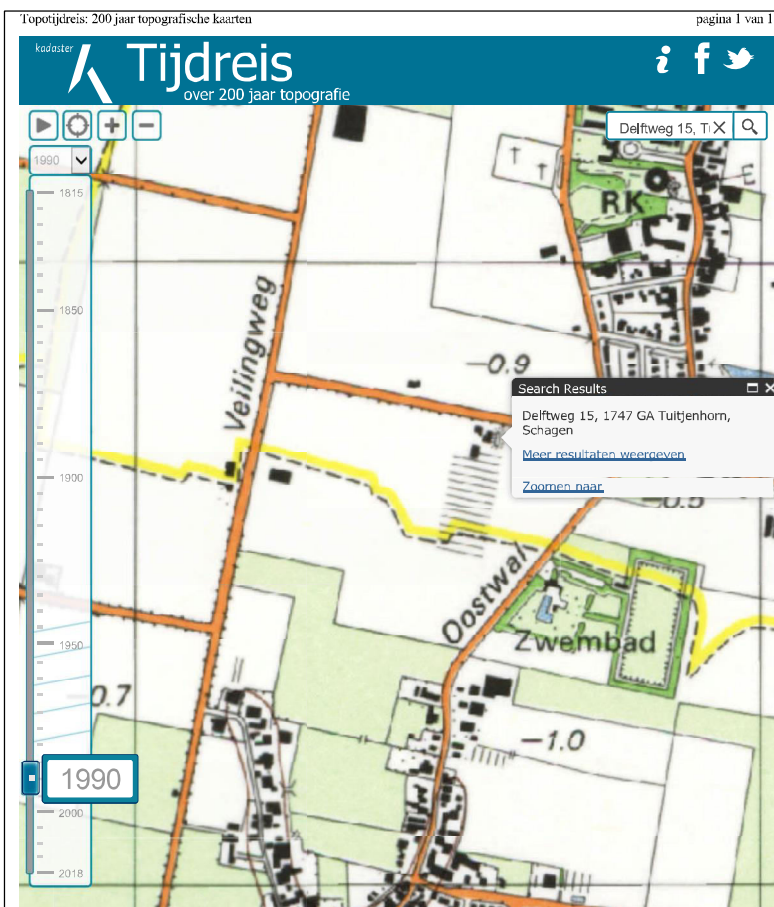 Topotijdreis: 200 jaar topografische kaarten
pagina 1 van 1
kadaster
Tijdreis
over 200 jaar topografie
Delftweg 15, T
1990
1815
1850
1900
1950
2000
2018
1990
RK
E
Veilingweg
-0.9
Search Results
Delftweg 15, 1747 GA Tuitjenhorn,
Schagen
Meer resultaten weergeven
Zoomen naar
-0.5
Oostwal
Zwembad
-0.7
-1.0